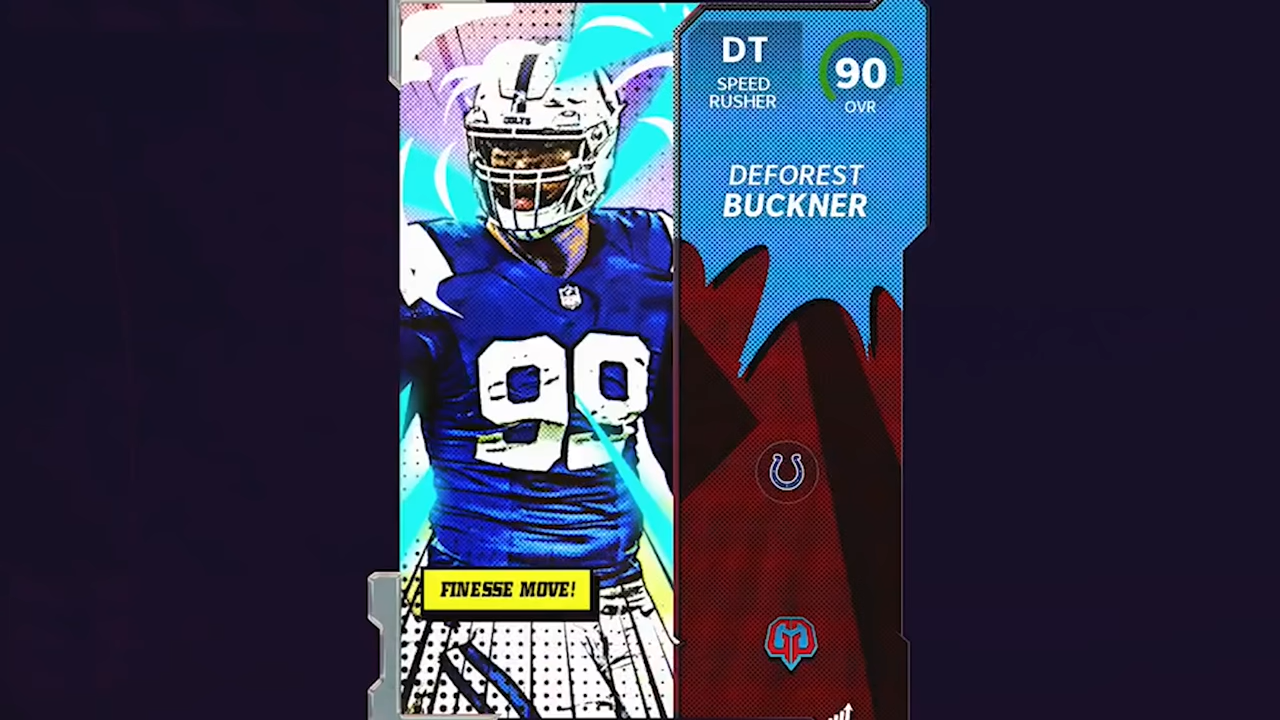 COLTS
99
FINESSE MOVE!
DT
SPEED
RUSHER
90
OVR
DEFOREST
BUCKNER